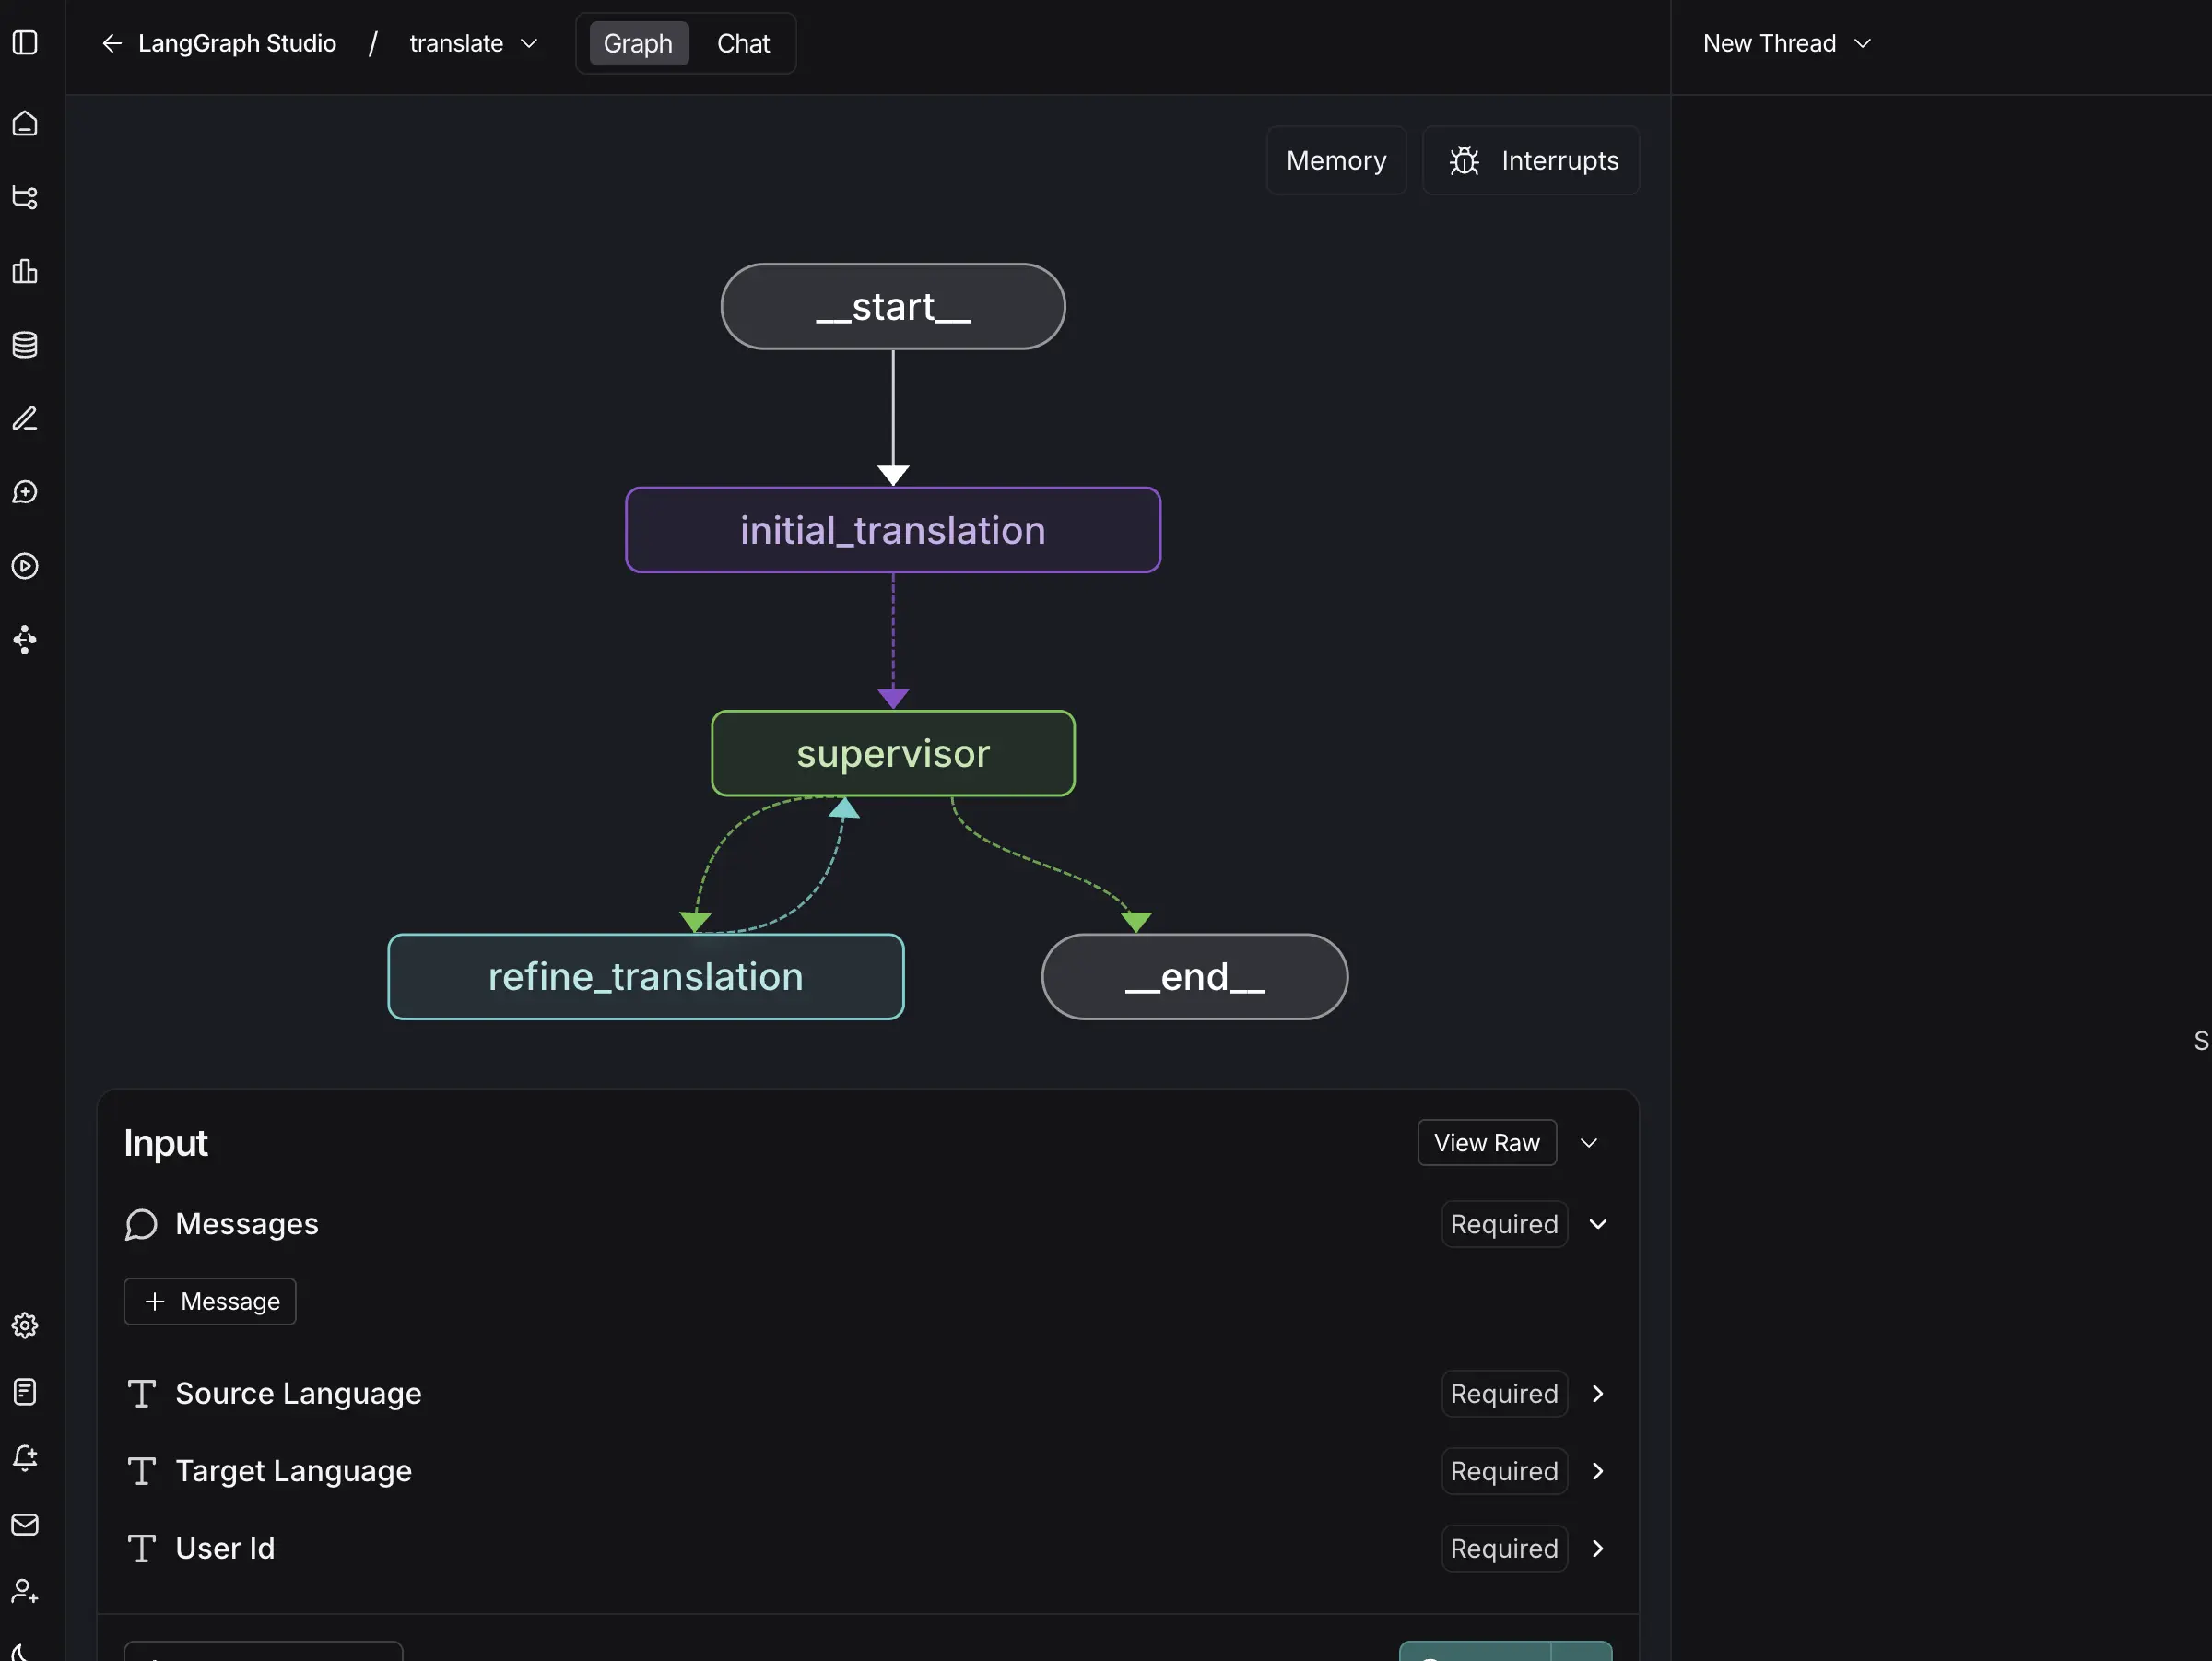 LangGraph Studio / translate
Graph Chat
New Thread
Memory Interrupts
__start__
initial_translation
supervisor
refine_translation
__end__
Input
View Raw
Messages
Required
+ Message
Source Language
Required
Target Language
Required
User Id
Required